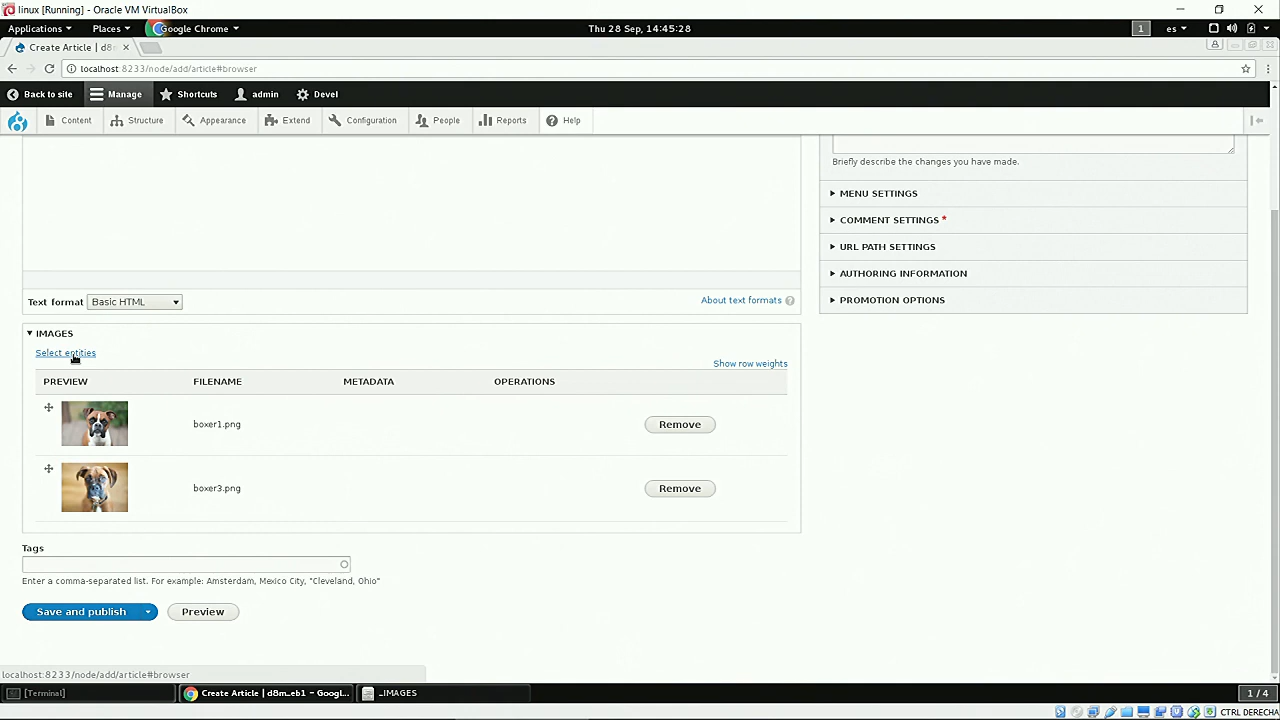 linux [Running] - Oracle VM VirtualBox
Applications Places Google Chrome Thu 28 Sep, 14:45:28 1 es
Create Article | d8
localhost:8233/node/add/article#browser
Back to site Manage Shortcuts admin Devel
Content Structure Appearance Extend Configuration People Reports Help
Briefly describe the changes you have made.
MENU SETTINGS
COMMENT SETTINGS *
URL PATH SETTINGS
AUTHORING INFORMATION
PROMOTION OPTIONS
Text format Basic HTML About text formats ?
IMAGES
Select entities
Show row weights
PREVIEW FILENAME METADATA OPERATIONS
boxer1.png Remove
boxer3.png Remove
Tags
Enter a comma-separated list. For example: Amsterdam, Mexico City, "Cleveland, Ohio"
Save and publish Preview
localhost:8233/node/add/article#browser
[Terminal] Create Article | d8m_eb1 - Googl... _IMAGES 1 / 4
CTRL DERECHA